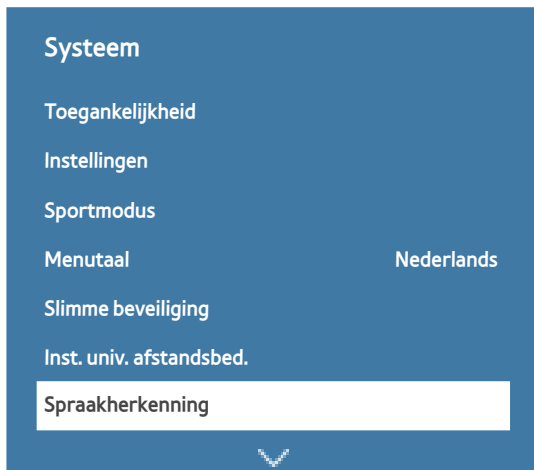 Systeem
Toegankelijkheid
Instellingen
Sportmodus
Menutaal Nederlands
Slimme beveiliging
Inst. univ. afstandsbed.
Spraakherkenning